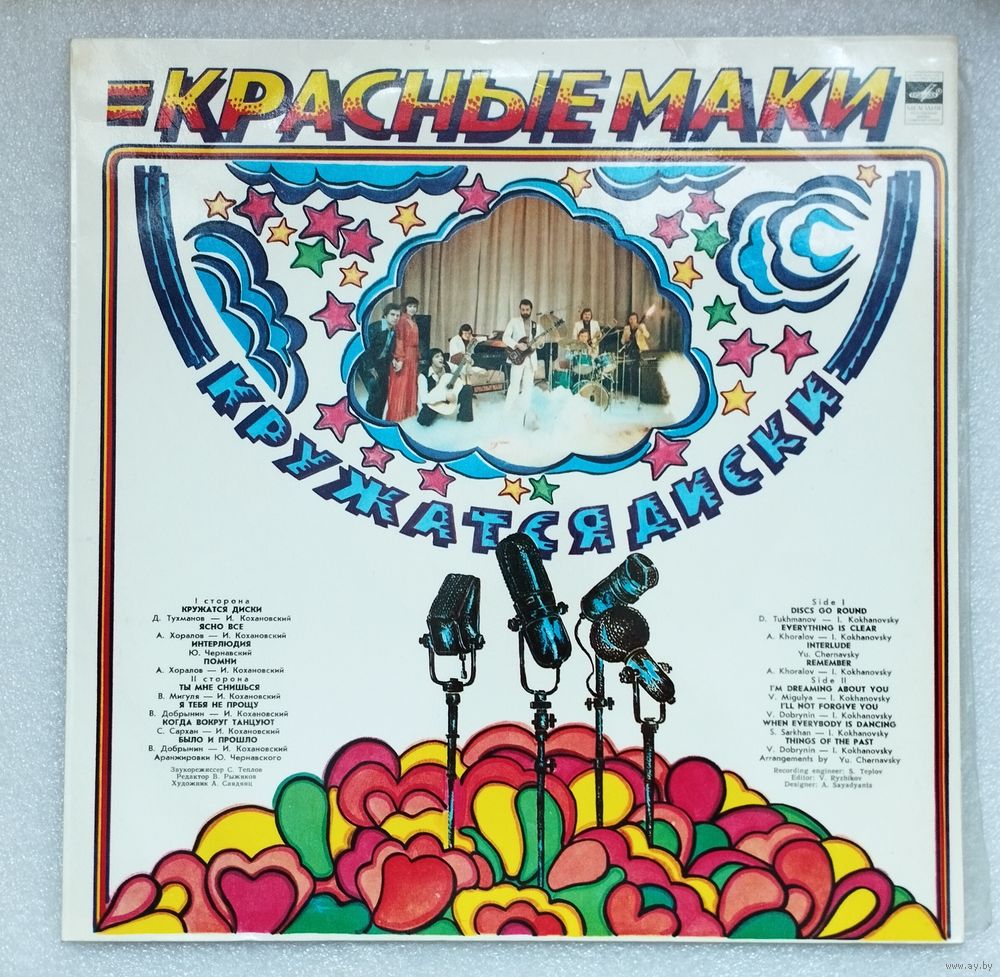 КРАСНЫЕ МАКИ
МЕЛОДИЯ
КРАСНЫЕ МАКИ
КРУЖАТСЯ ДИСКИ
I сторона
КРУЖАТСЯ ДИСКИ
Д. Тухманов — И. Кохановский
ЯСНО ВСЕ
А. Хоралов — И. Кохановский
ИНТЕРЛЮДИЯ
Ю. Чернавский
ПОМНИ
А. Хоралов — И. Кохановский
II сторона
ТЫ МНЕ СНИШЬСЯ
В. Мигуля — И. Кохановский
Я ТЕБЯ НЕ ПРОЩУ
В. Добрынин — И. Кохановский
КОГДА ВОКРУГ ТАНЦУЮТ
С. Сархан — И. Кохановский
БЫЛО И ПРОШЛО
В. Добрынин — И. Кохановский
Аранжировки Ю. Чернавского
Звукорежиссер С. Теплов
Редактор В. Рыжиков
Художник А. Саядянц
Side I
DISCS GO ROUND
D. Tukhmanov — I. Kokhanovsky
EVERYTHING IS CLEAR
A. Khoralov — I. Kokhanovsky
INTERLUDE
Yu. Chernavsky
REMEMBER
A. Khoralov — I. Kokhanovsky
Side II
I'M DREAMING ABOUT YOU
V. Migulya — I. Kokhanovsky
I'LL NOT FORGIVE YOU
V. Dobrynin — I. Kokhanovsky
WHEN EVERYBODY IS DANCING
S. Sarkhan — I. Kokhanovsky
THINGS OF THE PAST
V. Dobrynin — I. Kokhanovsky
Arrangements by Yu. Chernavsky
Recording engineer: S. Teplov
Editor: V. Ryzhikov
Designer: A. Sayadyants
www.ay.by